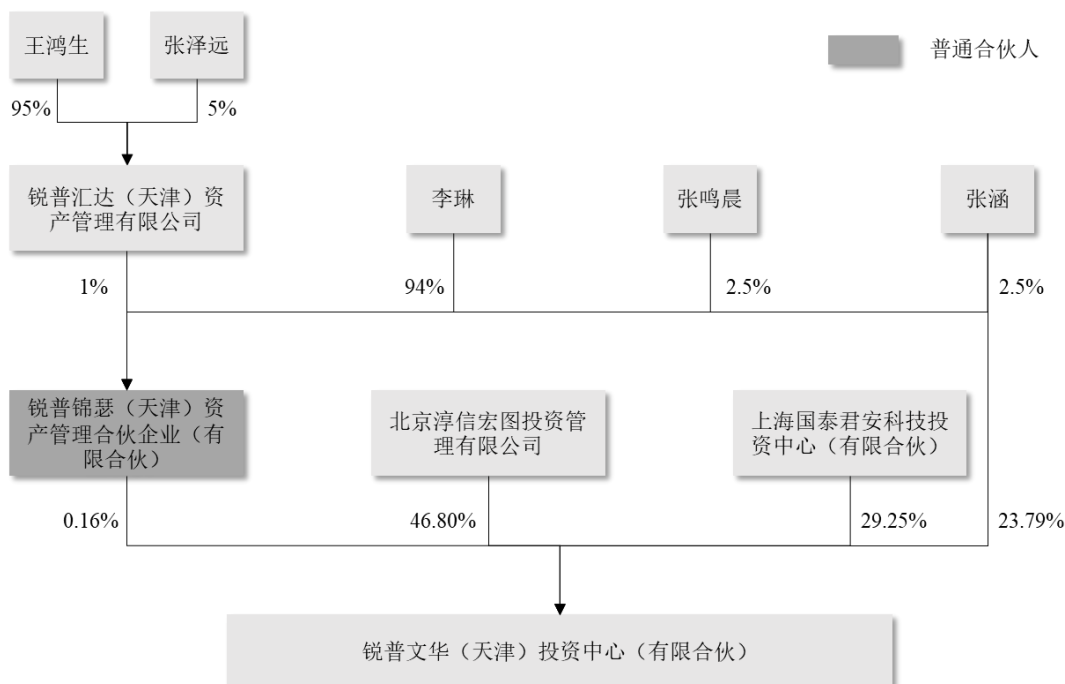 王鸿生
张泽远
普通合伙人
95%
5%
锐普汇达（天津）资
产管理有限公司
李琳
张鸣晨
张涵
1%
94%
2.5%
2.5%
锐普锦瑟（天津）资
产管理合伙企业（有
限合伙）
北京淳信宏图投资管
理有限公司
上海国泰君安科技投
资中心（有限合伙）
0.16%
46.80%
29.25%
23.79%
锐普文华（天津）投资中心（有限合伙）